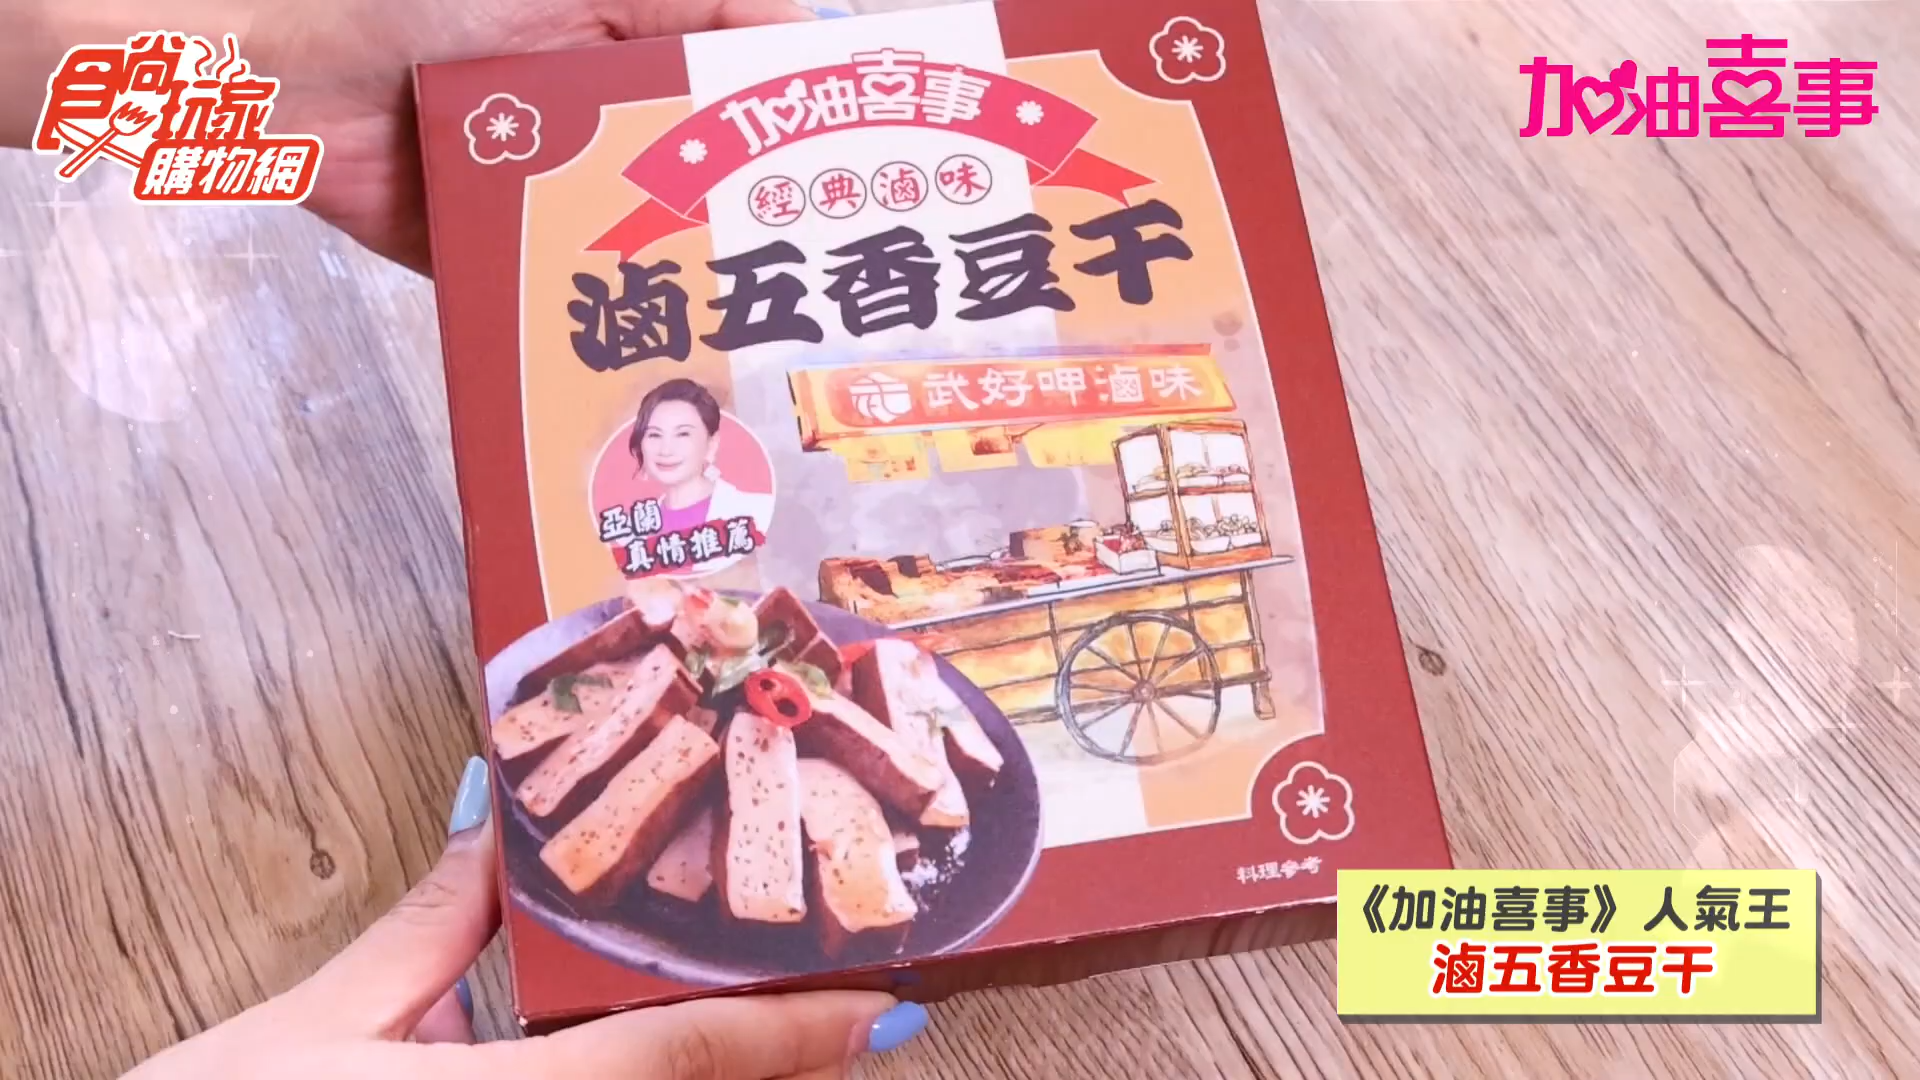 食尚玩家
購物網
加油喜事
加油喜事
經典滷味
滷五香豆干
武好呷滷味
亞蘭
真情推薦
料理參考
《加油喜事》人氣王
滷五香豆干